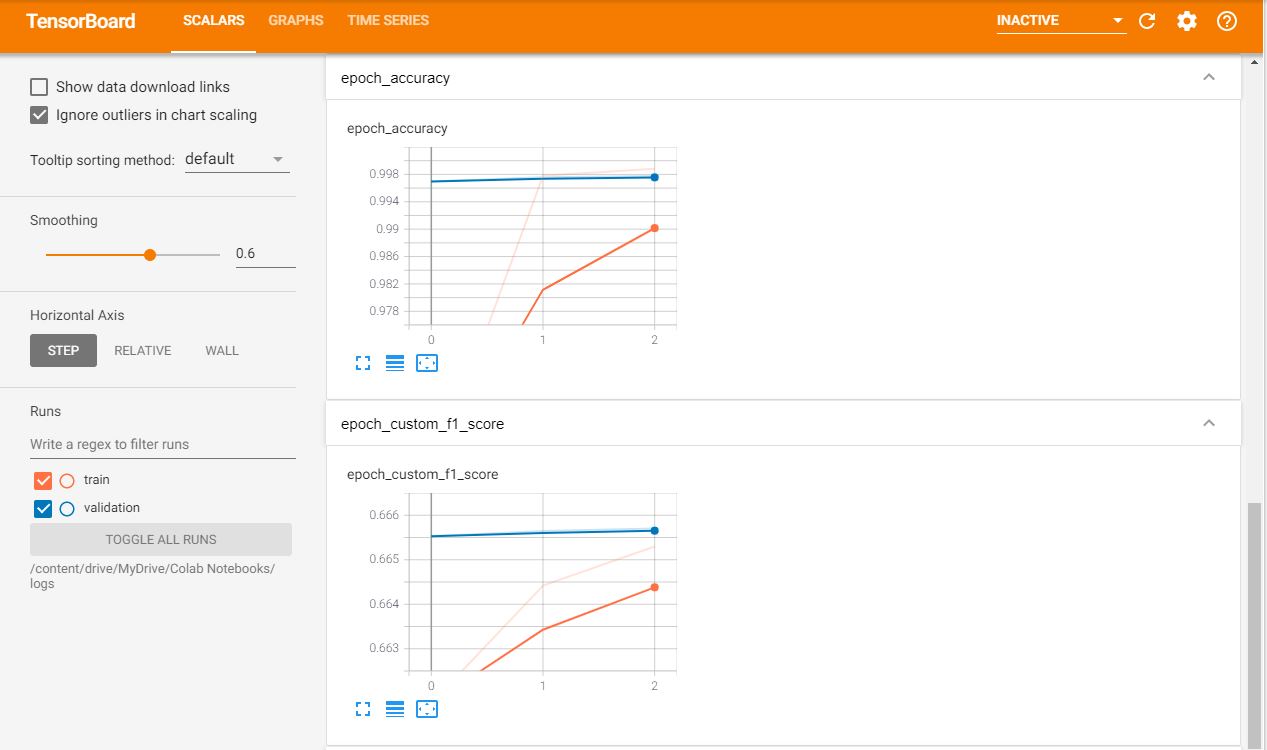 TensorBoard SCALARS GRAPHS TIME SERIES INACTIVE
Show data download links
Ignore outliers in chart scaling
Tooltip sorting method: default
Smoothing
0.6
Horizontal Axis
STEP RELATIVE WALL
Runs
Write a regex to filter runs
train
validation
TOGGLE ALL RUNS
/content/drive/MyDrive/Colab Notebooks/
logs
epoch_accuracy
epoch_accuracy
0.998
0.994
0.99
0.986
0.982
0.978
0 1 2
epoch_custom_f1_score
epoch_custom_f1_score
0.666
0.665
0.664
0.663
0 1 2